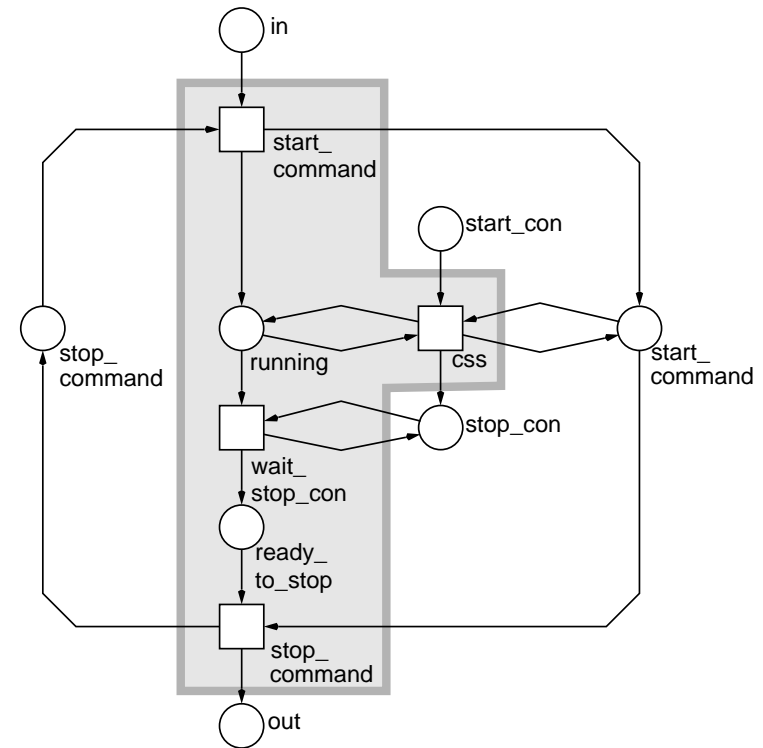 in
start_
command
start_con
stop_
command
running
css
start_
command
stop_con
wait_
stop_con
ready_
to_stop
stop_
command
out